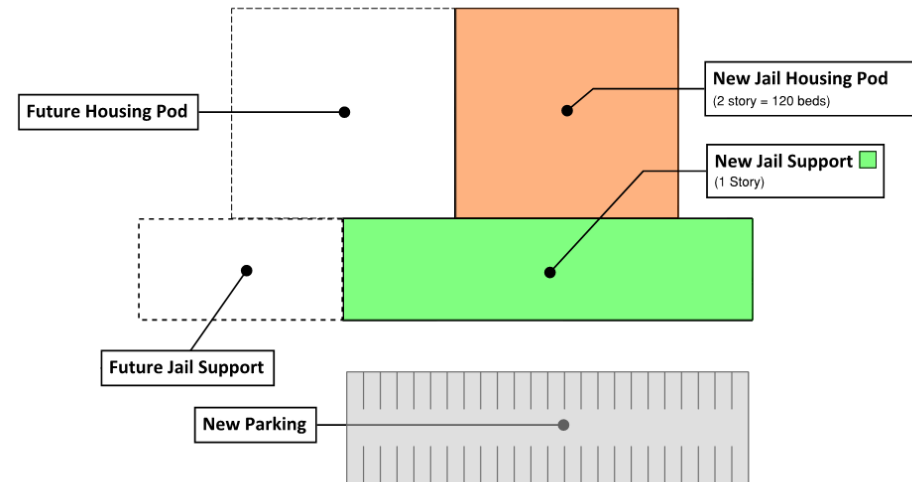 New Jail Housing Pod
(2 story = 120 beds)
Future Housing Pod
New Jail Support
(1 Story)
Future Jail Support
New Parking